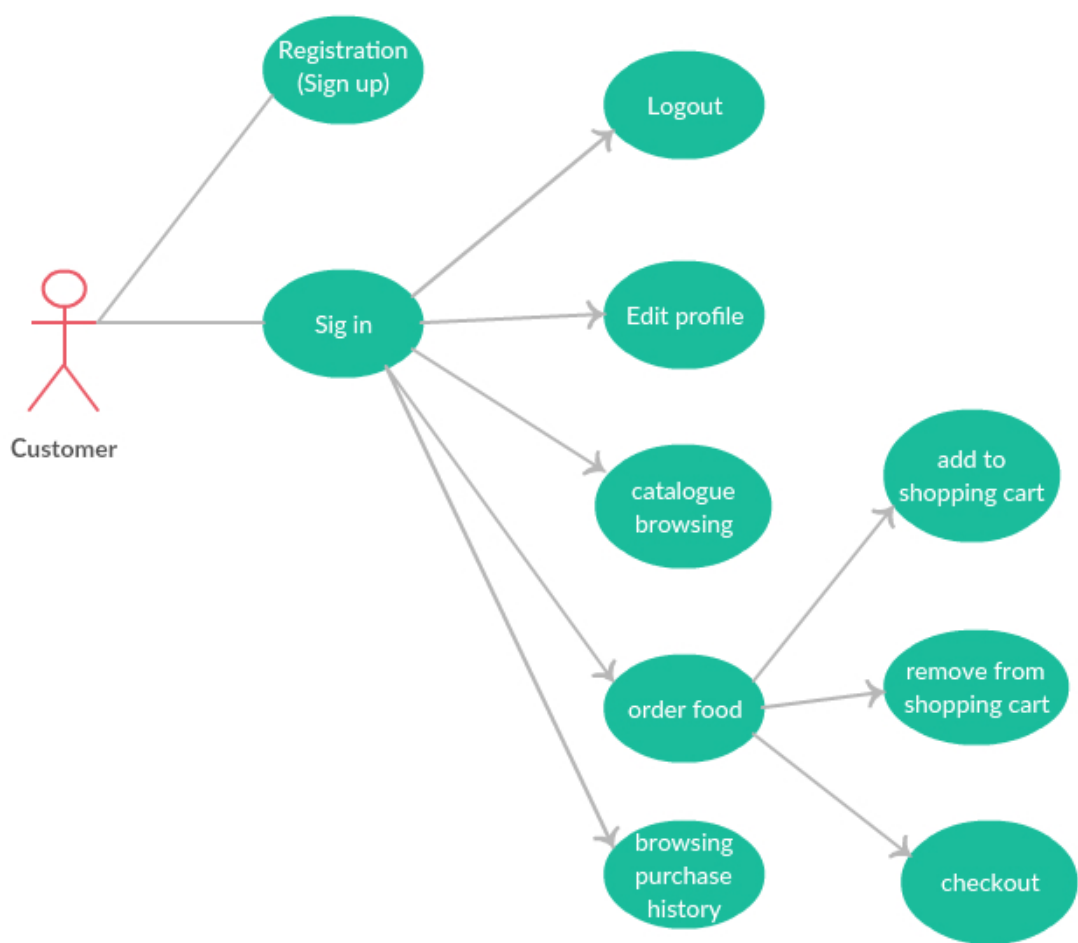 Registration
(Sign up)
Logout
Sig in
Edit profile
Customer
catalogue
browsing
add to
shopping cart
order food
remove from
shopping cart
browsing
purchase
history
checkout